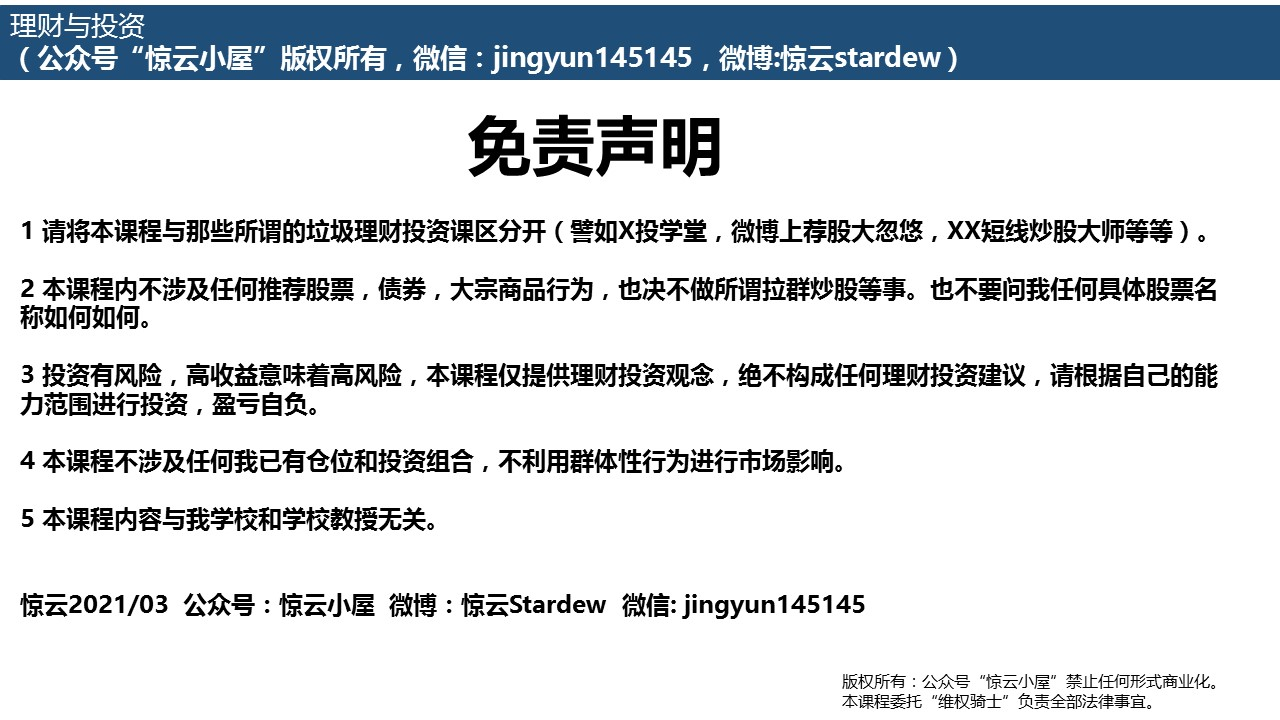 理财与投资
（公众号“惊云小屋”版权所有，微信：jingyun145145，微博:惊云stardew）
免责声明
1 请将本课程与那些所谓的垃圾理财投资课区分开（譬如X投学堂，微博上荐股大忽悠，XX短线炒股大师等等）。
2 本课程内不涉及任何推荐股票，债券，大宗商品行为，也决不做所谓拉群炒股等事。也不要问我任何具体股票名
称如何如何。
3 投资有风险，高收益意味着高风险，本课程仅提供理财投资观念，绝不构成任何理财投资建议，请根据自己的能
力范围进行投资，盈亏自负。
4 本课程不涉及任何我已有仓位和投资组合，不利用群体性行为进行市场影响。
5 本课程内容与我学校和学校教授无关。
惊云2021/03 公众号：惊云小屋 微博：惊云Stardew 微信: jingyun145145
版权所有：公众号“惊云小屋”禁止任何形式商业化。
本课程委托“维权骑士”负责全部法律事宜。